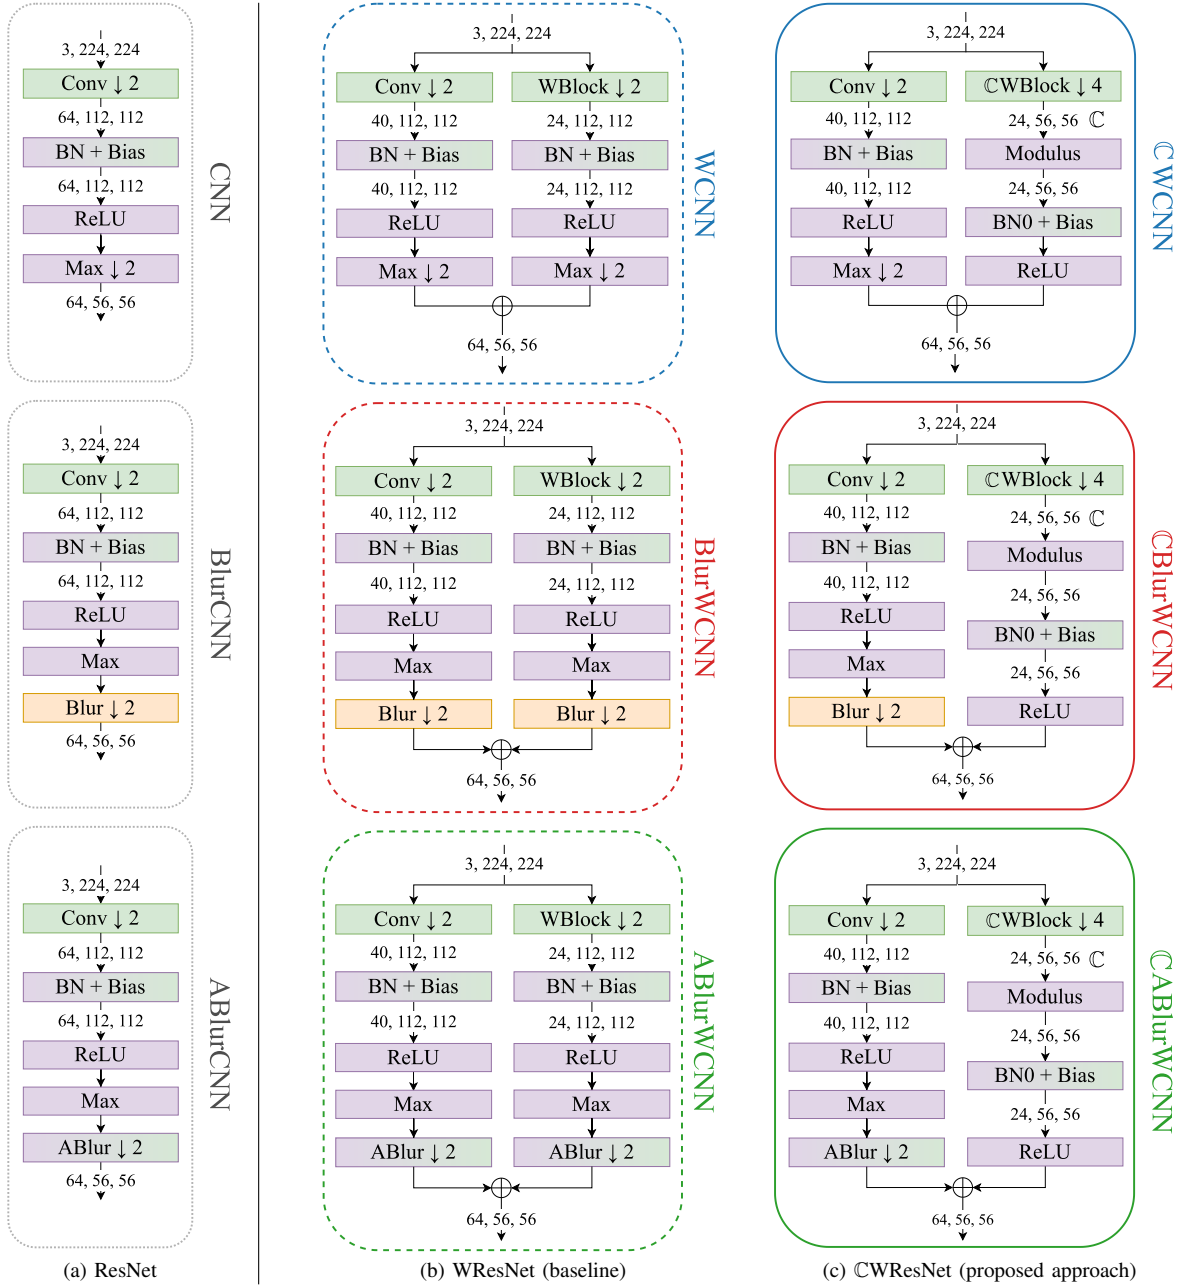 3, 224, 224
Conv ↓ 2
64, 112, 112
BN + Bias
64, 112, 112
ReLU
Max ↓ 2
64, 56, 56
CNN
3, 224, 224
Conv ↓ 2
64, 112, 112
BN + Bias
64, 112, 112
ReLU
Max
Blur ↓ 2
64, 56, 56
BlurCNN
3, 224, 224
Conv ↓ 2
64, 112, 112
BN + Bias
64, 112, 112
ReLU
Max
ABlur ↓ 2
64, 56, 56
ABlurCNN
(a) ResNet
3, 224, 224
Conv ↓ 2
40, 112, 112
BN + Bias
40, 112, 112
ReLU
Max ↓ 2
WBlock ↓ 2
24, 112, 112
BN + Bias
24, 112, 112
ReLU
Max ↓ 2
64, 56, 56
WCNN
3, 224, 224
Conv ↓ 2
40, 112, 112
BN + Bias
40, 112, 112
ReLU
Max
Blur ↓ 2
WBlock ↓ 2
24, 112, 112
BN + Bias
24, 112, 112
ReLU
Max
Blur ↓ 2
64, 56, 56
BlurWCNN
3, 224, 224
Conv ↓ 2
40, 112, 112
BN + Bias
40, 112, 112
ReLU
Max
ABlur ↓ 2
WBlock ↓ 2
24, 112, 112
BN + Bias
24, 112, 112
ReLU
Max
ABlur ↓ 2
64, 56, 56
ABlurWCNN
(b) WResNet (baseline)
3, 224, 224
Conv ↓ 2
40, 112, 112
BN + Bias
40, 112, 112
ReLU
Max ↓ 2
ℂWBlock ↓ 4
24, 56, 56 ℂ
Modulus
24, 56, 56
BN0 + Bias
ReLU
64, 56, 56
ℂWCNN
3, 224, 224
Conv ↓ 2
40, 112, 112
BN + Bias
40, 112, 112
ReLU
Max
Blur ↓ 2
ℂWBlock ↓ 4
24, 56, 56 ℂ
Modulus
24, 56, 56
BN0 + Bias
24, 56, 56
ReLU
64, 56, 56
ℂBlurWCNN
3, 224, 224
Conv ↓ 2
40, 112, 112
BN + Bias
40, 112, 112
ReLU
Max
ABlur ↓ 2
ℂWBlock ↓ 4
24, 56, 56 ℂ
Modulus
24, 56, 56
BN0 + Bias
24, 56, 56
ReLU
64, 56, 56
ℂABlurWCNN
(c) ℂWResNet (proposed approach)